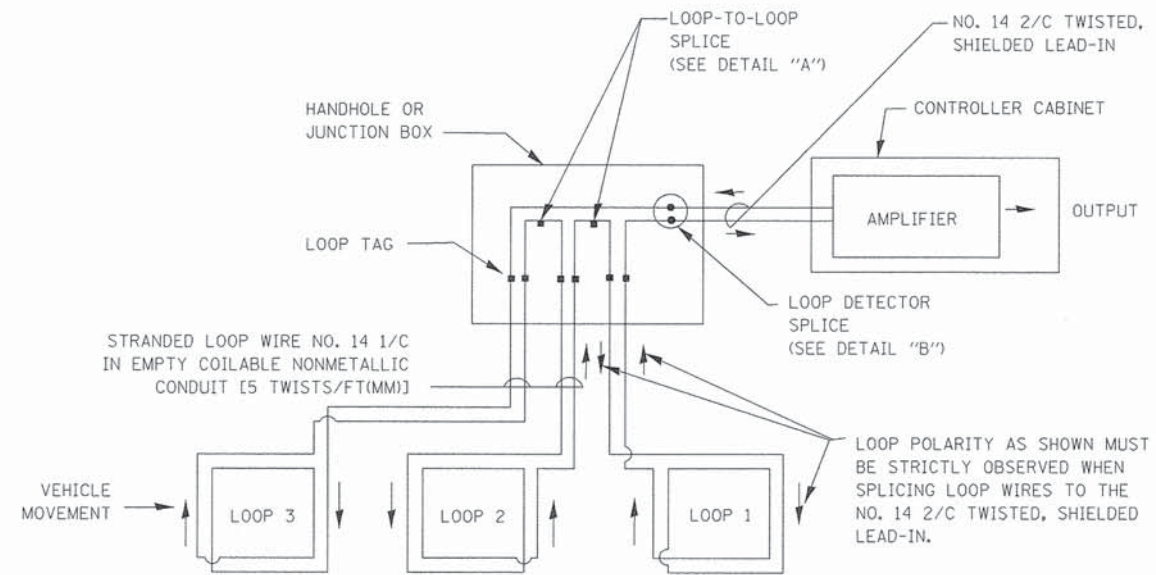 LOOP-TO-LOOP
SPLICE
(SEE DETAIL "A")
NO. 14 2/C TWISTED,
SHIELDED LEAD-IN
HANDHOLE OR
JUNCTION BOX
CONTROLLER CABINET
AMPLIFIER
OUTPUT
LOOP TAG
LOOP DETECTOR
SPLICE
(SEE DETAIL "B")
STRANDED LOOP WIRE NO. 14 1/C
IN EMPTY COILABLE NONMETALLIC
CONDUIT [5 TWISTS/FT(MM)]
LOOP POLARITY AS SHOWN MUST
BE STRICTLY OBSERVED WHEN
SPLICING LOOP WIRES TO THE
NO. 14 2/C TWISTED, SHIELDED
LEAD-IN.
VEHICLE
MOVEMENT
LOOP 3
LOOP 2
LOOP 1